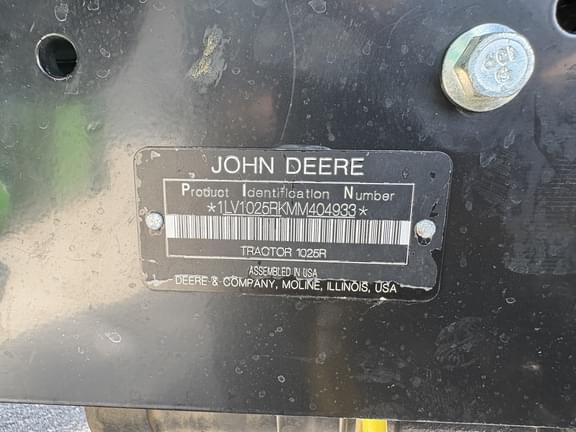 JOHN DEERE
Product Identification Number
*1LV1025RKMM404933*
TRACTOR 1025R
ASSEMBLED IN USA
DEERE & COMPANY, MOLINE, ILLINOIS, USA